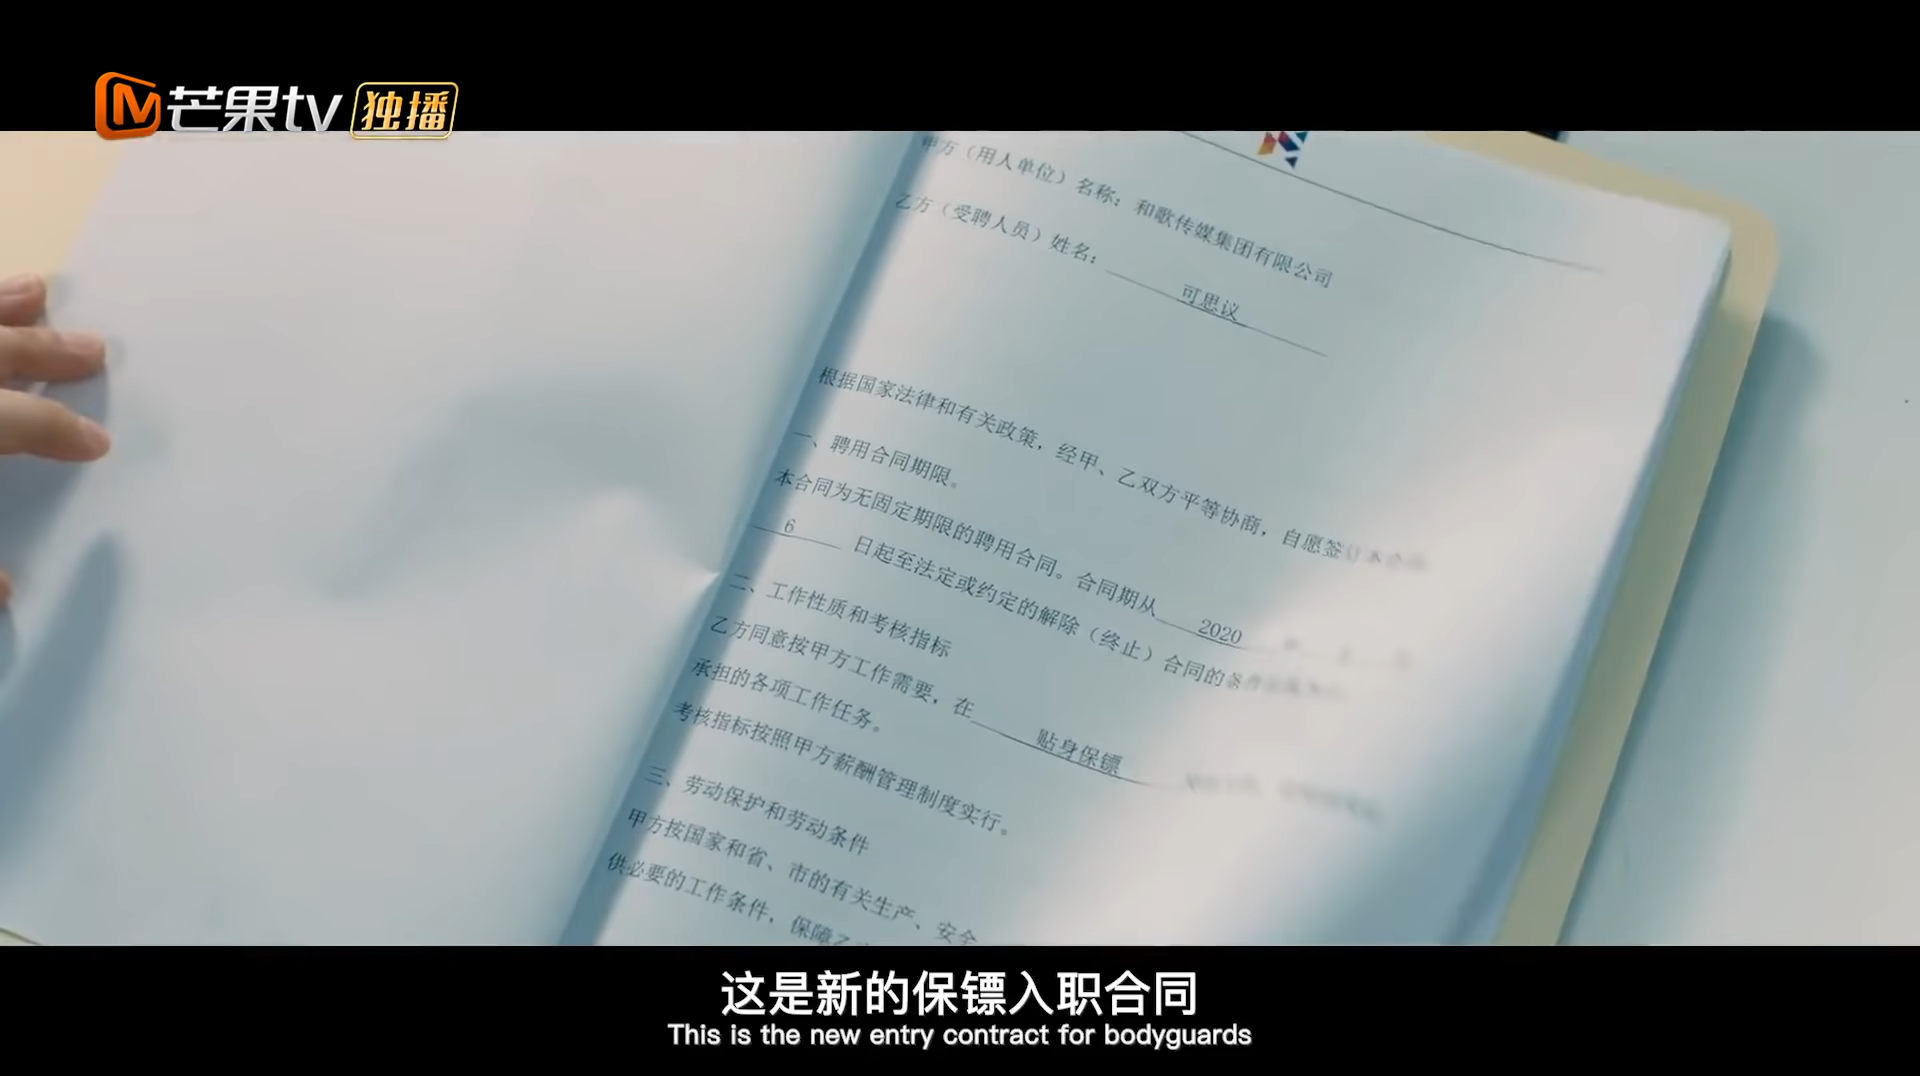 芒果tv 独播
甲方（用人单位）名称：和歌传媒集团有限公司
乙方（受聘人员）姓名：可思议
根据国家法律和有关政策，经甲、乙双方平等协商，自愿签
一、聘用合同期限。
本合同为无固定期限的聘用合同。合同期从 2020
6 日起至法定或约定的解除（终止）合同的条
二、工作性质和考核指标
乙方同意按甲方工作需要，在 贴身保镖
承担的各项工作任务。
考核指标按照甲方薪酬管理制度实行。
三、劳动保护和劳动条件
甲方按国家和省、市的有关生产、安全
供必要的工作条件，保障乙
这是新的保镖入职合同
This is the new entry contract for bodyguards